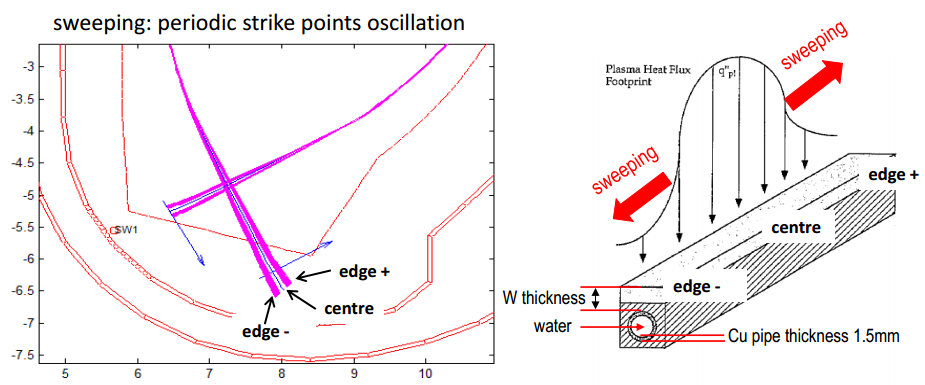 sweeping: periodic strike points oscillation
-3
-3.5
-4
-4.5
-5
-5.5
-6
-6.5
-7
-7.5
5
6
7
8
9
10
SW1
edge +
centre
edge -
Plasma Heat Flux
Footprint
q"pl
sweeping
sweeping
edge +
centre
edge -
W thickness
water
Cu pipe thickness 1.5mm